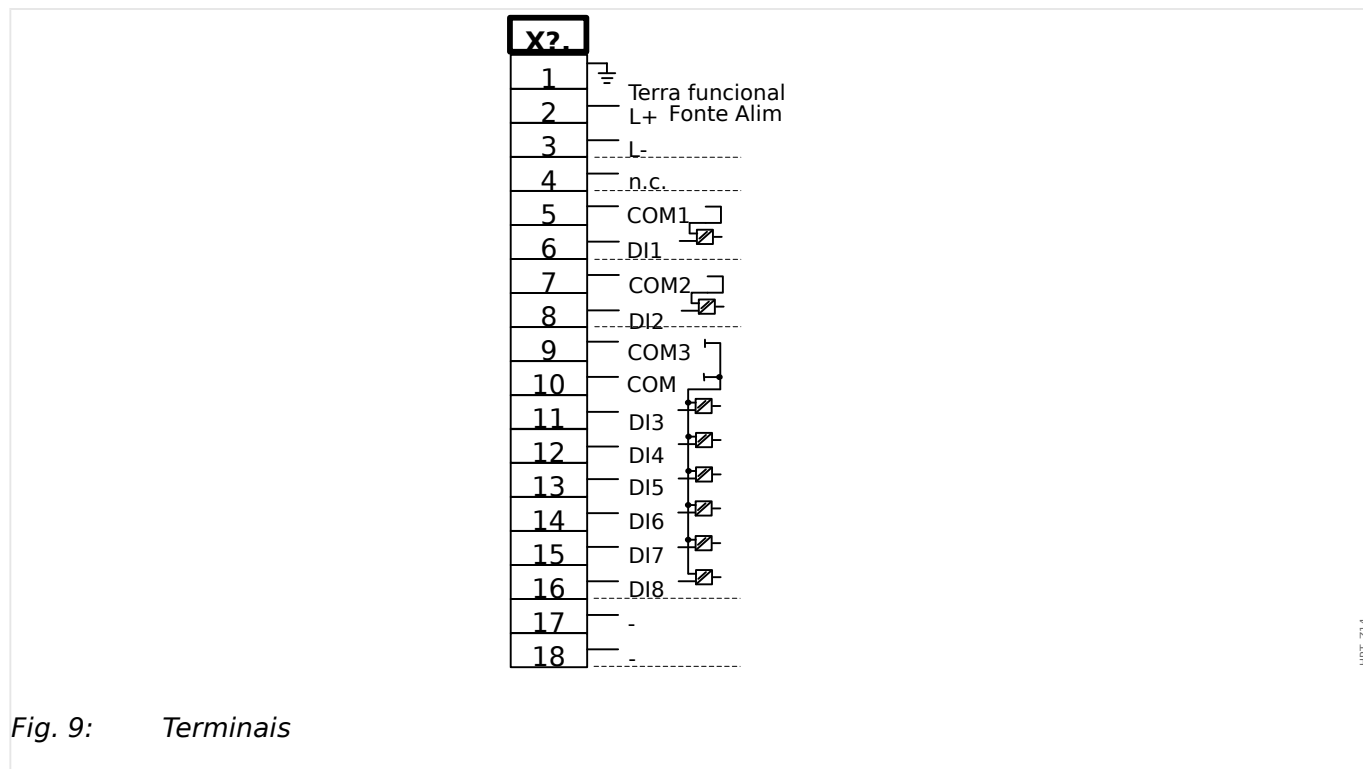 X?.
1
Terra funcional
2 L+ Fonte Alim
3 L-
4 n.c.
5 COM1
6 DI1
7 COM2
8 DI2
9 COM3
10 COM
11 DI3
12 DI4
13 DI5
14 DI6
15 DI7
16 DI8
17 -
18 -
Fig. 9: Terminais